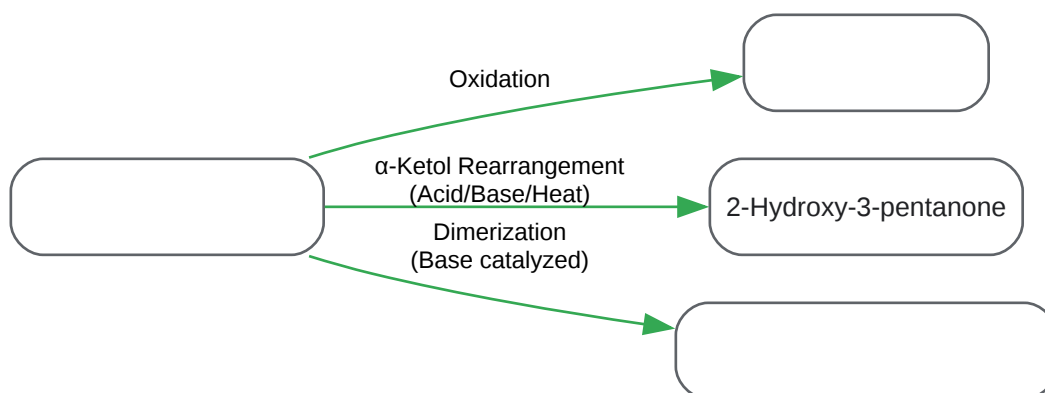 Oxidation
α-Ketol Rearrangement
(Acid/Base/Heat)
2-Hydroxy-3-pentanone
Dimerization
(Base catalyzed)